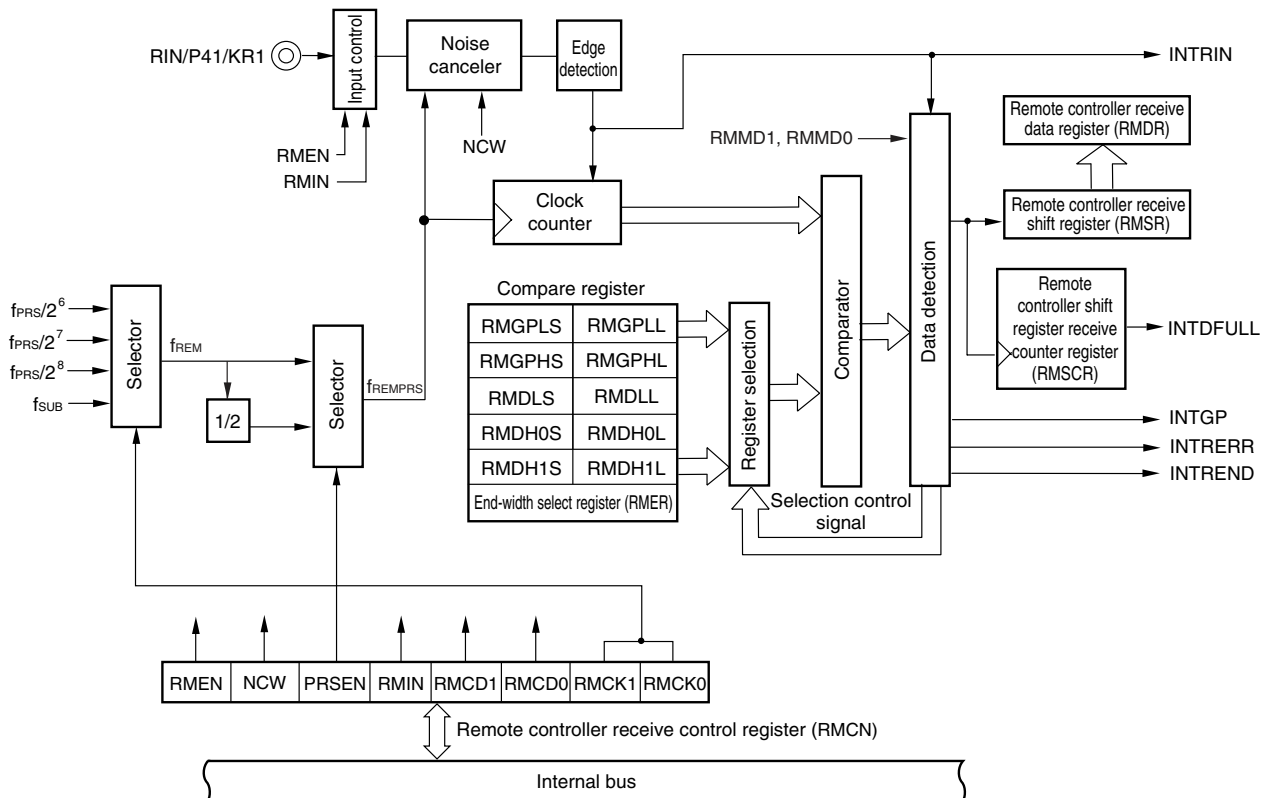 RIN/P41/KR1
Input control
Noise
canceler
Edge
detection
INTRIN
RMEN
RMIN
NCW
RMMD1, RMMD0
Remote controller receive
data register (RMDR)
Clock
counter
Remote controller receive
shift register (RMSR)
fPRS/2^6
fPRS/2^7
fPRS/2^8
fSUB
Selector
fREM
1/2
Selector
fREMPRS
Compare register
RMGPLS RMGPLL
RMGPHS RMGPHL
RMDLS RMDLL
RMDH0S RMDH0L
RMDH1S RMDH1L
End-width select register (RMER)
Register selection
Comparator
Data detection
Remote
controller shift
register receive
counter register
(RMSCR)
INTDFULL
INTGP
INTRERR
INTREND
Selection control
signal
RMEN NCW PRSEN RMIN RMCD1 RMCD0 RMCK1 RMCK0
Remote controller receive control register (RMCN)
Internal bus